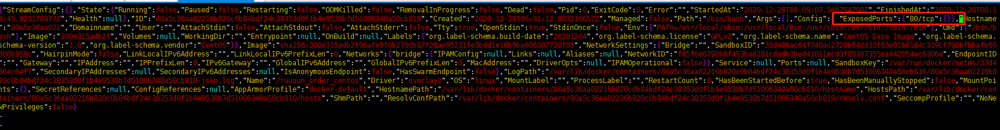 {"StreamConfig":{},"State":{"Running":false,"Paused":false,"Restarting":false,"OOMKilled":false,"RemovalInProgress":false,"Dead":false,"Pid":0,"ExitCode":0,"Error":"","StartedAt":"2020-12-28T08:09:07.946754798Z","FinishedAt":"2020-12-28T08:1
3:45.923178977Z","Health":null},"ID":"80a5c36aa02216b820c0b84bdf24c38353d0f1b4e9538b7d51006340a50cb810","Created":"2020-12-28T06:31:12.803210657Z","Managed":false,"Path":"/bin/bash","Args":[],"Config": "ExposedPorts":{"80/tcp":{}},"Hostname
":"80a5c36aa022","Domainname":"","User":"","AttachStdin":false,"AttachStdout":false,"AttachStderr":false,"Tty":true,"OpenStdin":true,"StdinOnce":false,"Env":["PATH=/usr/local/sbin:/usr/local/bin:/usr/sbin:/usr/bin:/sbin:/bin"],"Cmd":["/bin/ba
sh"],"Image":"300e315adb2f","Volumes":null,"WorkingDir":"","Entrypoint":null,"OnBuild":null,"Labels":{"org.label-schema.build-date":"20201204","org.label-schema.license":"GPLv2","org.label-schema.name":"CentOS Base Image","org.label-schema.
schema-version":"1.0","org.label-schema.vendor":"CentOS"}},"Image":"sha256:300e315adb2f96afe5f0b2780b87f28ae95231fe3bdd1e16b9ba606307728f55","NetworkSettings":{"Bridge":"","SandboxID":
"HairpinMode":false,"LinkLocalIPv6Address":"","LinkLocalIPv6PrefixLen":0,"Networks":{"bridge":{"IPAMConfig":null,"Links":null,"Aliases":null,"NetworkID": "EndpointID
":"","Gateway":"","IPAddress":"","IPPrefixLen":0,"IPv6Gateway":"","GlobalIPv6Address":"","GlobalIPv6PrefixLen":0,"MacAddress":"","DriverOpts":null,"IPAMOperational":false}},"Service":null,"Ports":null,"SandboxKey":"/var/run/docker/netns/33d4
86ac64f7","SecondaryIPAddresses":null,"SecondaryIPv6Addresses":null,"IsAnonymousEndpoint":false,"HasSwarmEndpoint":false},"LogPath":"/var/lib/docker/containers/80a5c36aa02216b820c0b84bdf24c38353d0f1b4e9538b7d51006340a50cb810/80a5c36aa02216b8
20c0b84bdf24c38353d0f1b4e9538b7d51006340a50cb810-json.log","Name":"/ruuuun_order_centos","Driver":"overlay2","OS":"linux","MountLabel":"","ProcessLabel":"","RestartCount":0,"HasBeenStartedBefore":true,"HasBeenManuallyStopped":false,"MountPoi
nts":{},"SecretReferences":null,"ConfigReferences":null,"AppArmorProfile":"docker-default","HostnamePath":"/var/lib/docker/containers/80a5c36aa02216b820c0b84bdf24c38353d0f1b4e9538b7d51006340a50cb810/hostname","HostsPath":"/var/lib/docker/con
tainers/80a5c36aa02216b820c0b84bdf24c38353d0f1b4e9538b7d51006340a50cb810/hosts","ShmPath":"","ResolvConfPath":"/var/lib/docker/containers/80a5c36aa02216b820c0b84bdf24c38353d0f1b4e9538b7d51006340a50cb810/resolv.conf","SeccompProfile":"","NoNe
wPrivileges":false}
~
~